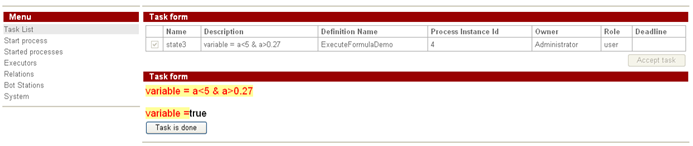 Menu
Task List
Start process
Started processes
Executors
Relations
Bot Stations
System
Task form
Name Description Definition Name Process Instance Id Owner Role Deadline
state3 variable = a<5 & a>0.27 ExecuteFormulaDemo 4 Administrator user
Accept task
Task form
variable = a<5 & a>0.27
variable =true
Task is done